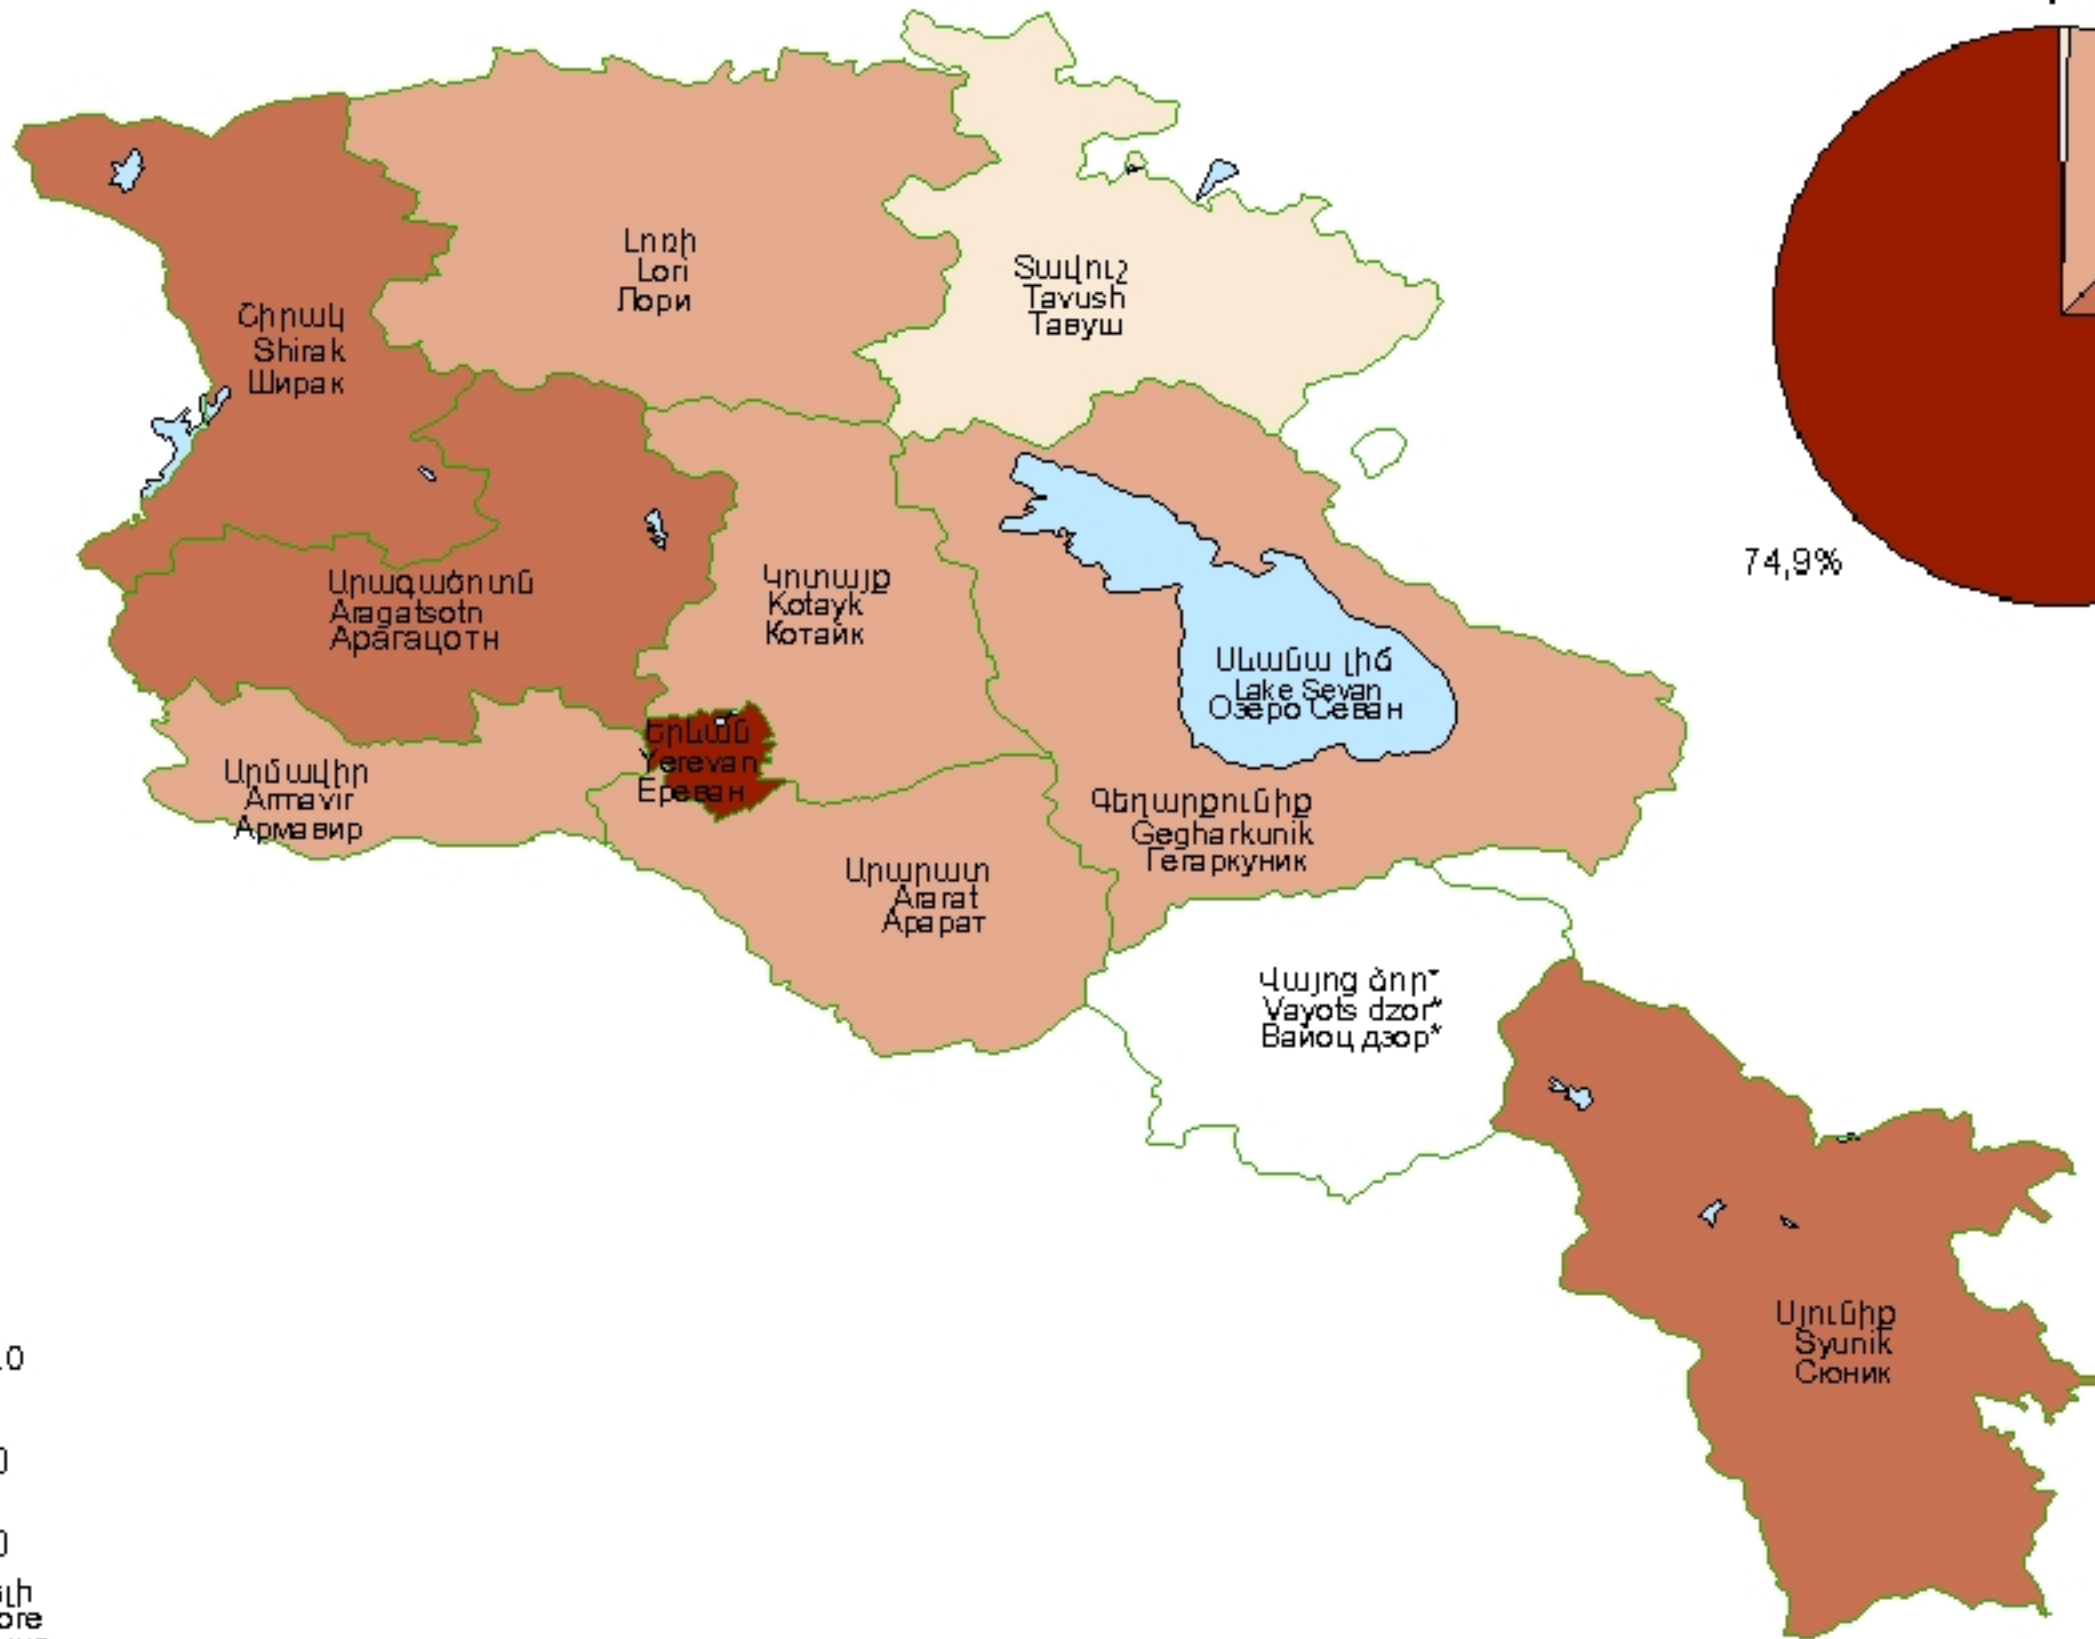 Լոռի
Lori
Лори
Տավուշ
Tavush
Тавуш
Շիրակ
Shirak
Ширак
74,9%
Արագածոտն
Aragatsotn
Арагацотн
Կոտայք
Kotayk
Котайк
Սևանա լիճ
Lake Sevan
Озеро Севан
Երևան
Yerevan
Ереван
Արմավիր
Armavir
Армавир
Գեղարքունիք
Gegharkunik
Гегаркуник
Արարատ
Ararat
Арарат
Վայոց ձոր*
Vayots dzor*
Вайоц дзор*
Սյունիք
Syunik
Сюник